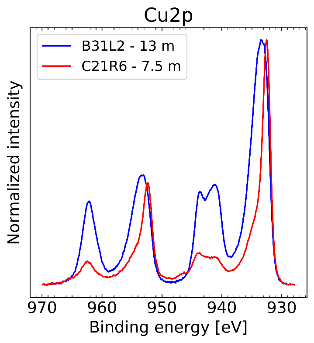 Cu2p
B31L2 - 13 m
C21R6 - 7.5 m
Normalized intensity
970 960 950 940 930
Binding energy [eV]